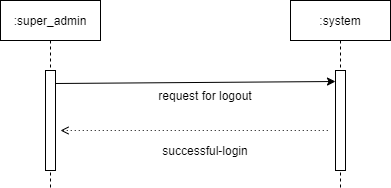 :super_admin
:system
request for logout
successful-login